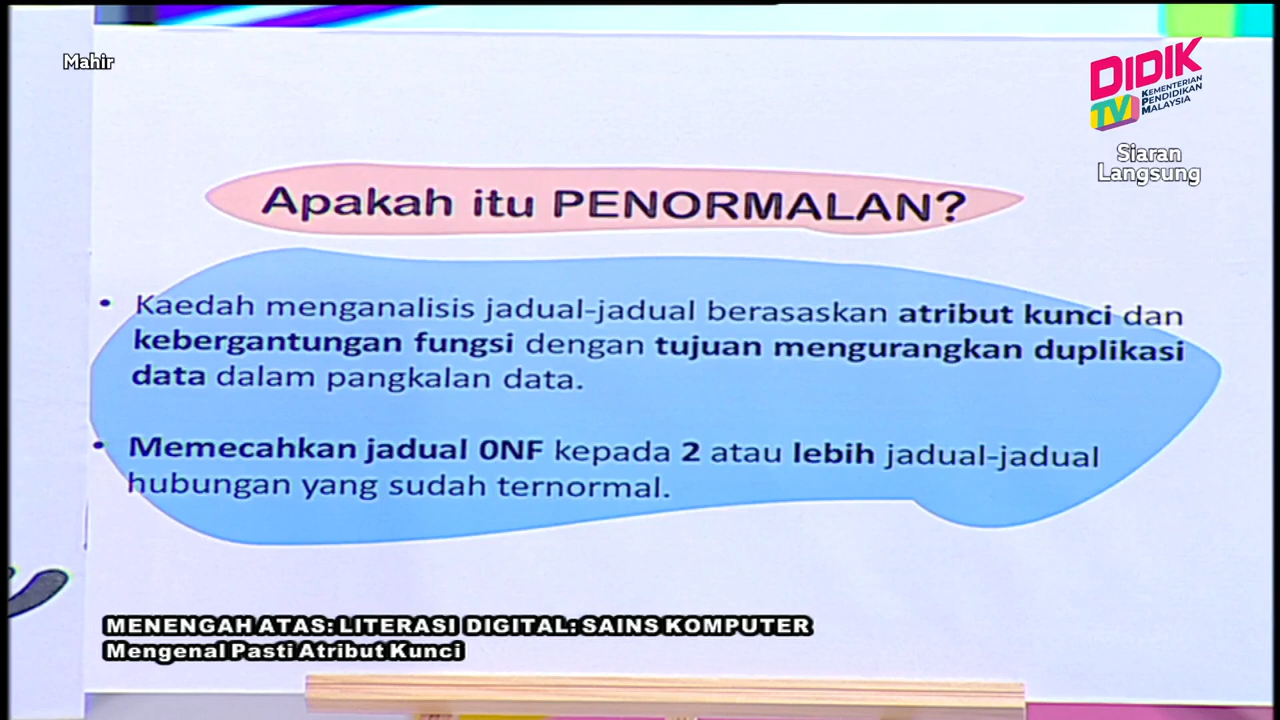 Mahir
DIDIK
TV
KEMENTERIAN
PENDIDIKAN
MALAYSIA
Siaran
Langsung
Apakah itu PENORMALAN?
• Kaedah menganalisis jadual-jadual berasaskan atribut kunci dan
kebergantungan fungsi dengan tujuan mengurangkan duplikasi
data dalam pangkalan data.
• Memecahkan jadual 0NF kepada 2 atau lebih jadual-jadual
hubungan yang sudah ternormal.
MENENGAH ATAS: LITERASI DIGITAL: SAINS KOMPUTER
Mengenal Pasti Atribut Kunci